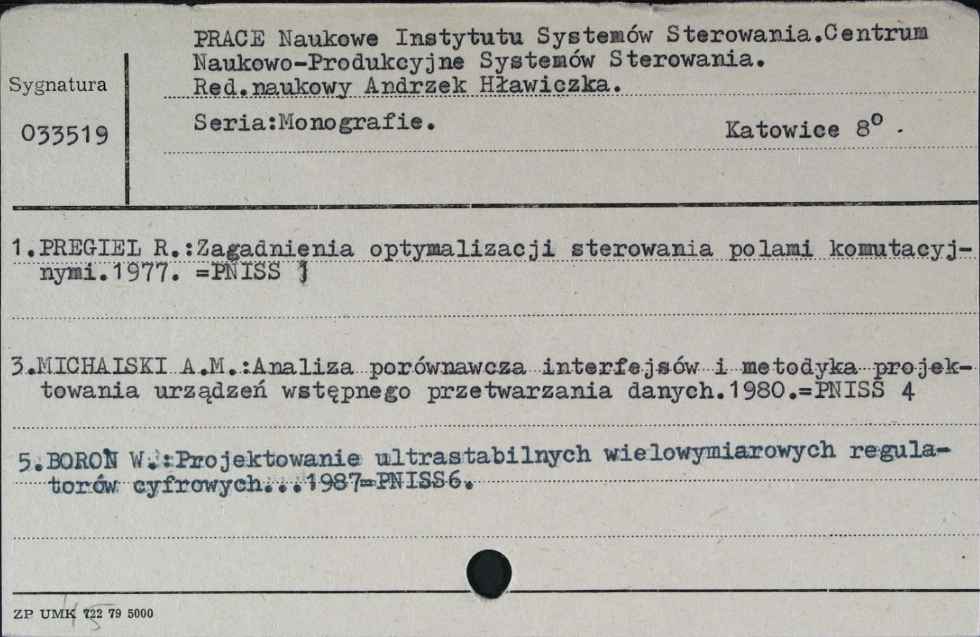 PRACE Naukowe Instytutu Systemów Sterowania.Centrum
Naukowo-Produkcyjne Systemów Sterowania.
Red.naukowy Andrzek Hławiczka.
Sygnatura
033519
Seria:Monografie.
Katowice 8º.
1.PREGIEL R.:Zagadnienia optymalizacji sterowania polami komutacyj-
nymi.1977. =PNISS 1
3.MICHAISKI A.M.:Analiza porównawcza interfejsów i metodyka projek-
towania urządzeń wstępnego przetwarzania danych.1980.=PNISS 4
5.BOROŃ W.:Projektowanie ultrastabilnych wielowymiarowych regula-
torów cyfrowych...1987=PNISS6.
ZP UMK 722 79 5000